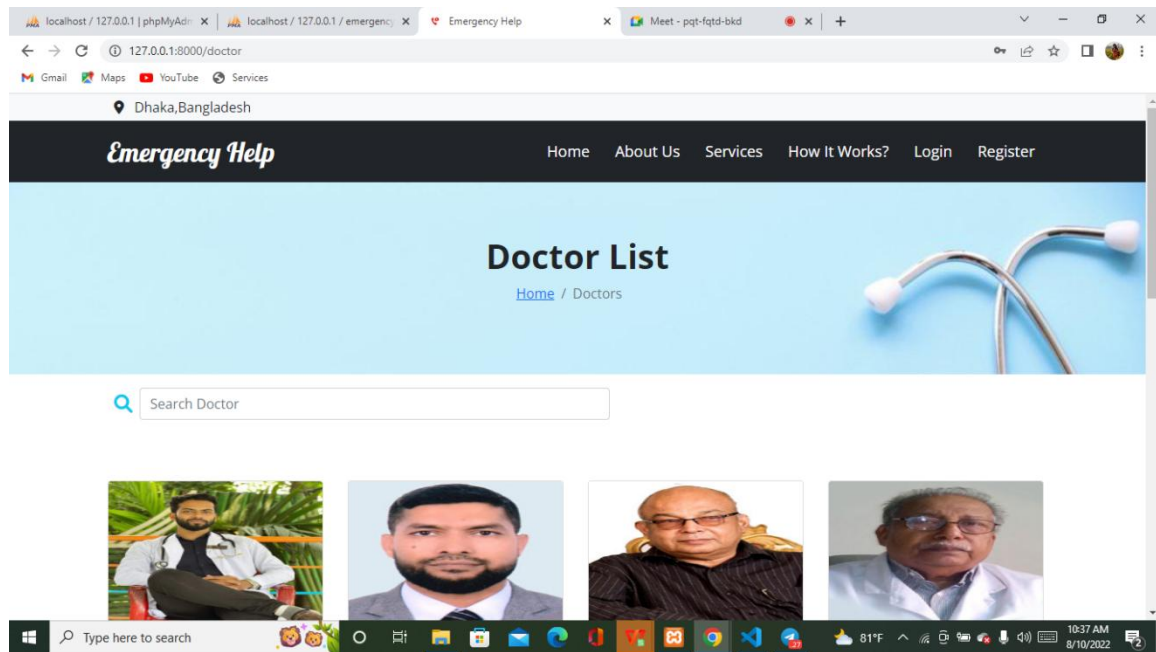 localhost / 127.0.0.1 | phpMyAdm
localhost / 127.0.0.1 / emergency
Emergency Help
Meet - pqt-fqtd-bkd
127.0.0.1:8000/doctor
Gmail Maps YouTube Services
Dhaka,Bangladesh
Emergency Help
Home About Us Services How It Works? Login Register
Doctor List
Home / Doctors
Search Doctor
Type here to search
81°F
10:37 AM
8/10/2022